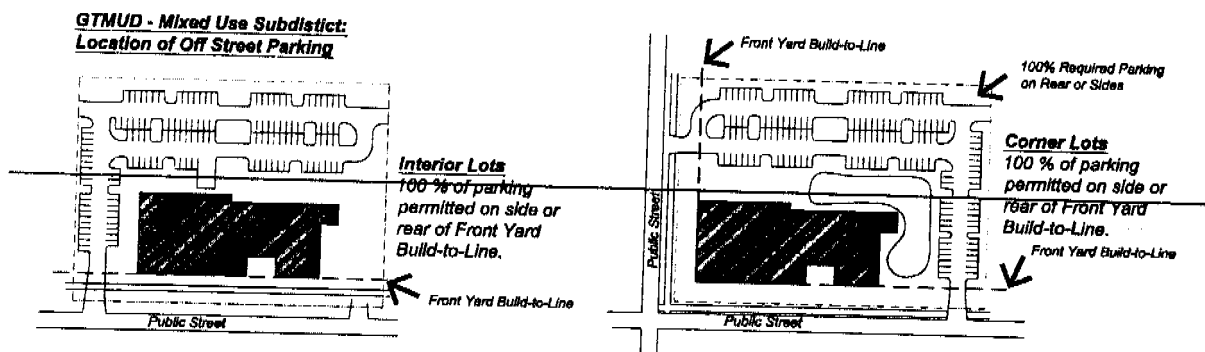 GTMUD - Mixed Use Subdistict:
Location of Off Street Parking
Interior Lots
100 % of parking
permitted on side or
rear of Front Yard
Build-to-Line.
Front Yard Build-to-Line
Public Street
Front Yard Build-to-Line
100% Required Parking
on Rear or Sides
Corner Lots
100 % of parking
permitted on side or
rear of Front Yard
Build-to-Line.
Front Yard Build-to-Line
Public Street
Public Street